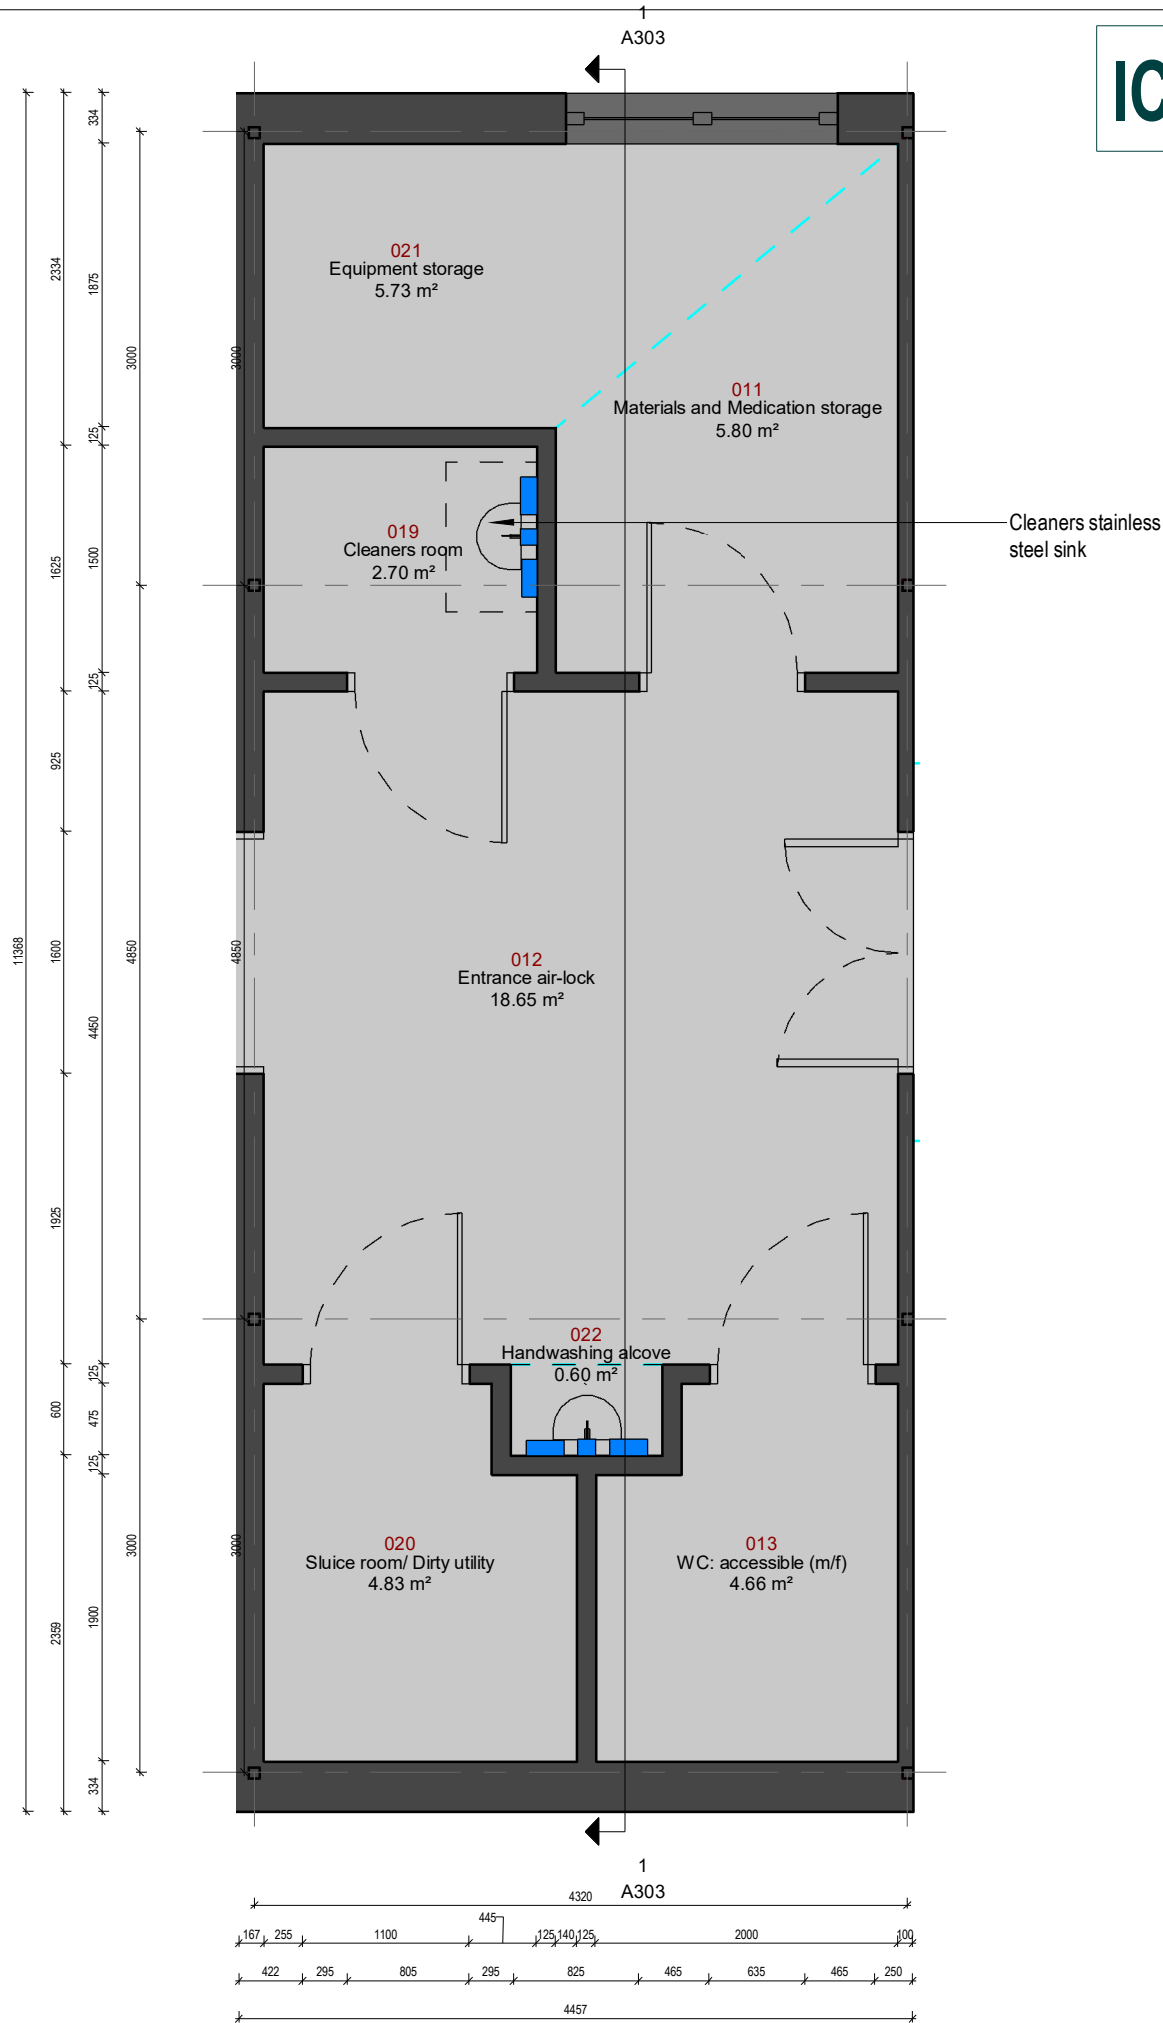 1
A303
IC
334
2334
1875
3000
3000
125
021
Equipment storage
5.73 m²
011
Materials and Medication storage
5.80 m²
019
Cleaners room
2.70 m²
Cleaners stainless
steel sink
1625
1500
125
925
11368
1600
4850
4850
4450
012
Entrance air-lock
18.65 m²
1925
022
Handwashing alcove
0.60 m²
125
600
475
125
3000
3000
020
Sluice room/ Dirty utility
4.83 m²
013
WC: accessible (m/f)
4.66 m²
2359
1900
334
1
A303
4320
445
167
255
1100
125
140
125
2000
100
422
295
805
295
825
465
635
465
250
4457